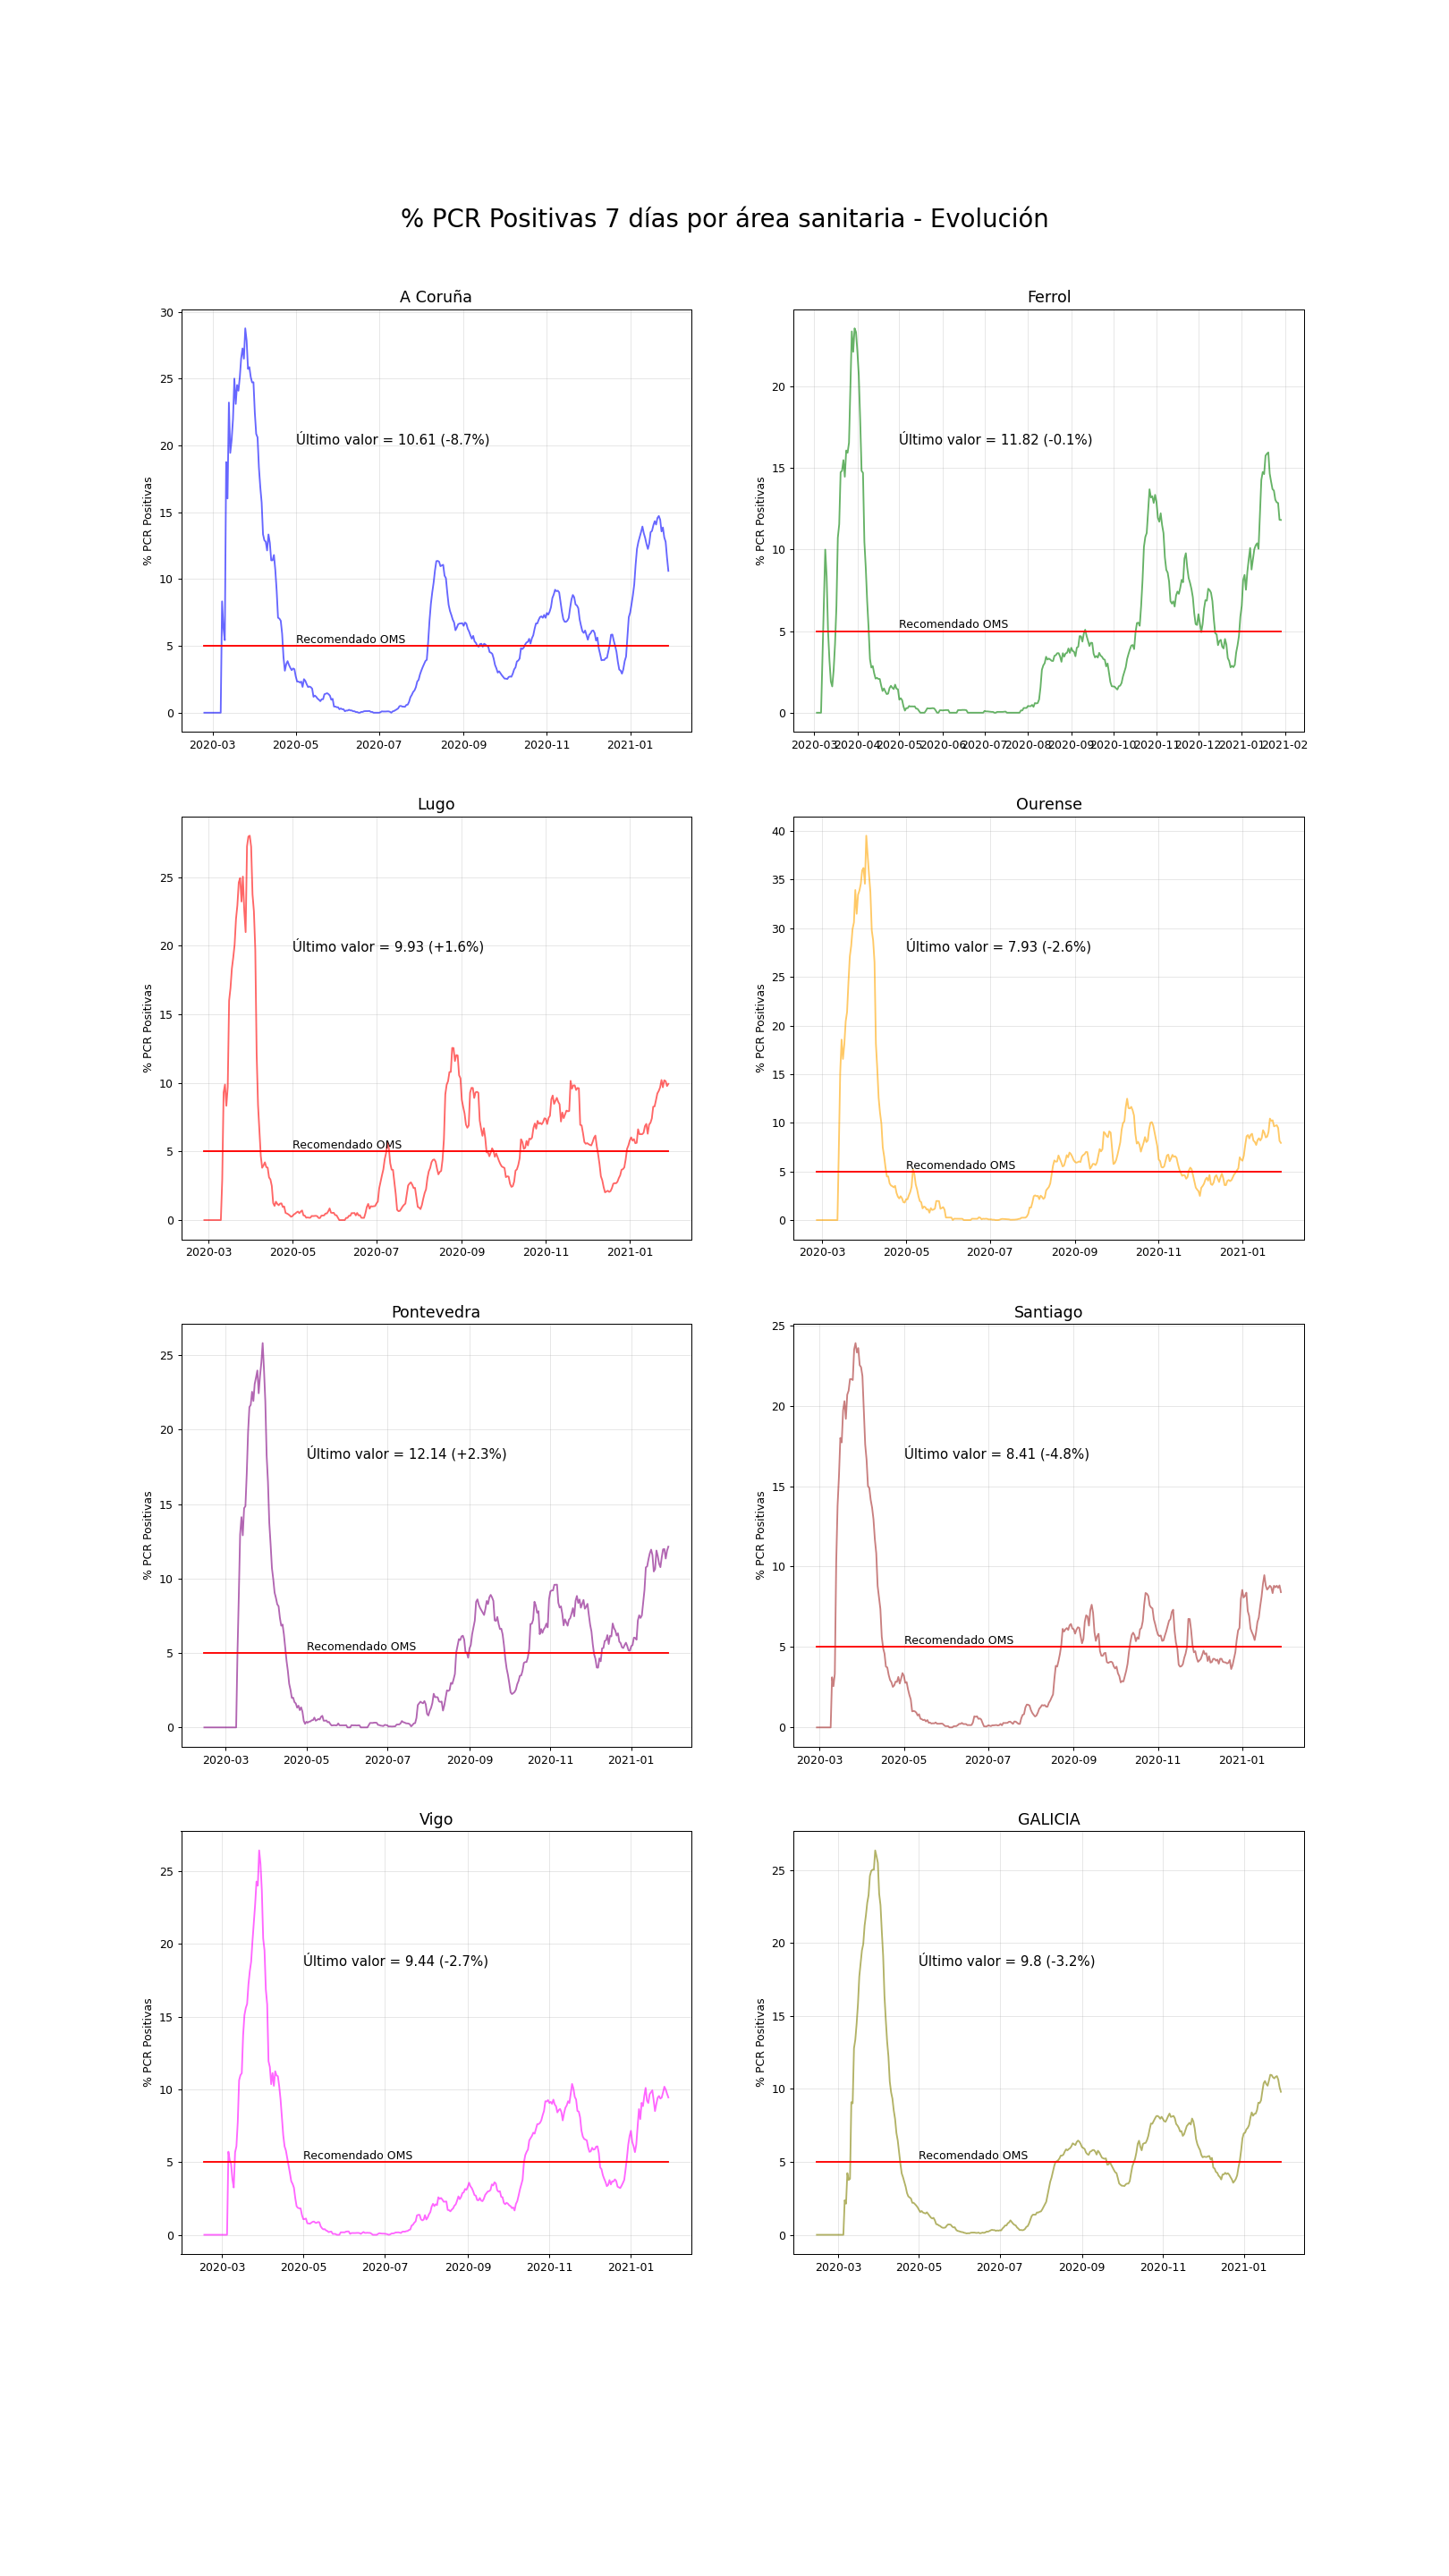 % PCR Positivas 7 días por área sanitaria - Evolución
A Coruña
% PCR Positivas
30
25
20
15
10
5
0
Último valor = 10.61 (-8.7%)
Recomendado OMS
2020-03 2020-05 2020-07 2020-09 2020-11 2021-01
Ferrol
% PCR Positivas
20
15
10
5
0
Último valor = 11.82 (-0.1%)
Recomendado OMS
2020-03 2020-04 2020-05 2020-06 2020-07 2020-08 2020-09 2020-10 2020-11 2020-12 2021-01 2021-02
Lugo
% PCR Positivas
25
20
15
10
5
0
Último valor = 9.93 (+1.6%)
Recomendado OMS
2020-03 2020-05 2020-07 2020-09 2020-11 2021-01
Ourense
% PCR Positivas
40
35
30
25
20
15
10
5
0
Último valor = 7.93 (-2.6%)
Recomendado OMS
2020-03 2020-05 2020-07 2020-09 2020-11 2021-01
Pontevedra
% PCR Positivas
25
20
15
10
5
0
Último valor = 12.14 (+2.3%)
Recomendado OMS
2020-03 2020-05 2020-07 2020-09 2020-11 2021-01
Santiago
% PCR Positivas
25
20
15
10
5
0
Último valor = 8.41 (-4.8%)
Recomendado OMS
2020-03 2020-05 2020-07 2020-09 2020-11 2021-01
Vigo
% PCR Positivas
25
20
15
10
5
0
Último valor = 9.44 (-2.7%)
Recomendado OMS
2020-03 2020-05 2020-07 2020-09 2020-11 2021-01
GALICIA
% PCR Positivas
25
20
15
10
5
0
Último valor = 9.8 (-3.2%)
Recomendado OMS
2020-03 2020-05 2020-07 2020-09 2020-11 2021-01